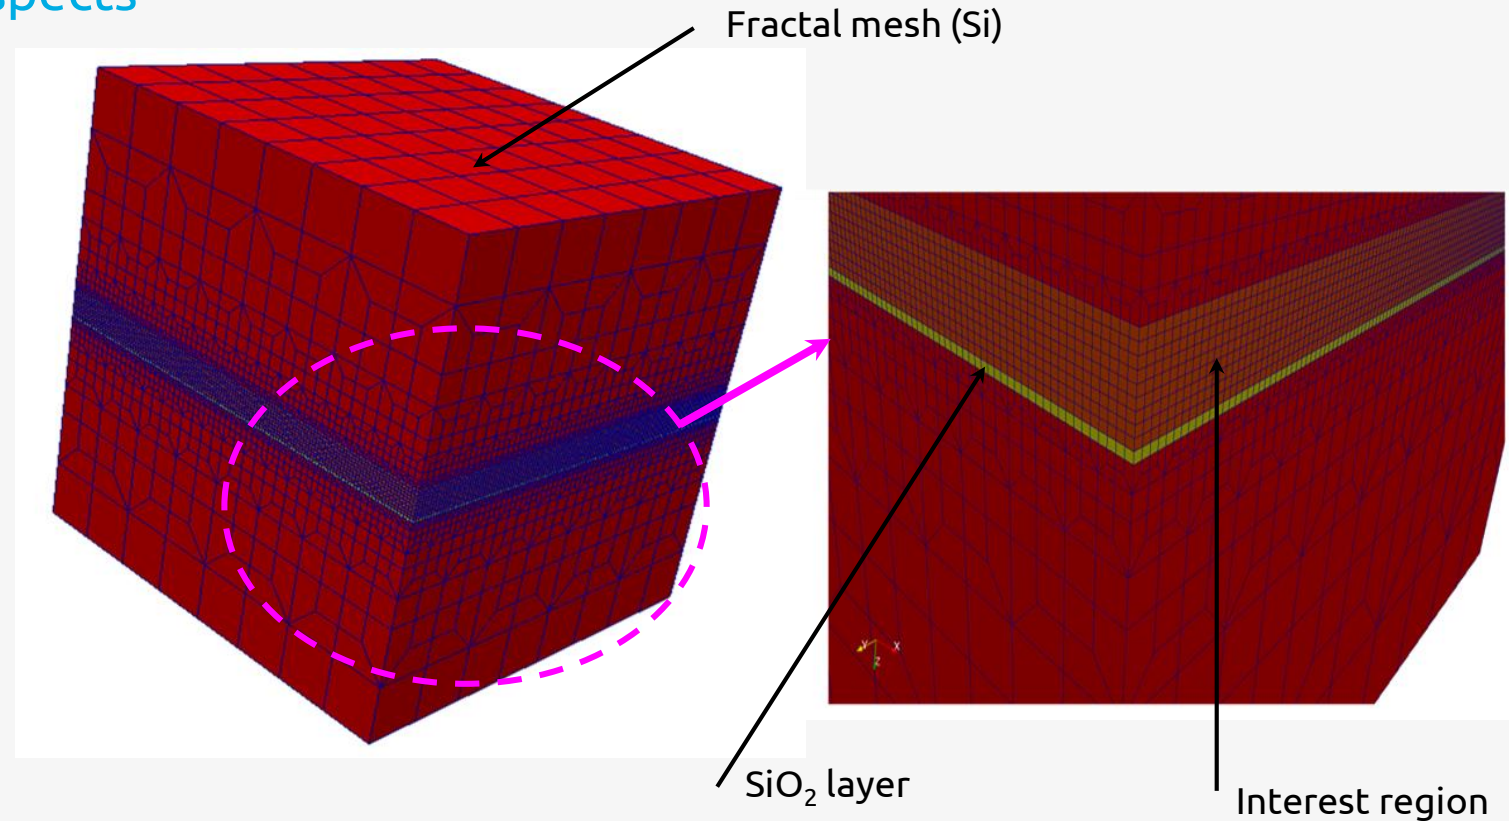 Fractal mesh (Si)
SiO₂ layer
Interest region
Y
X
Z